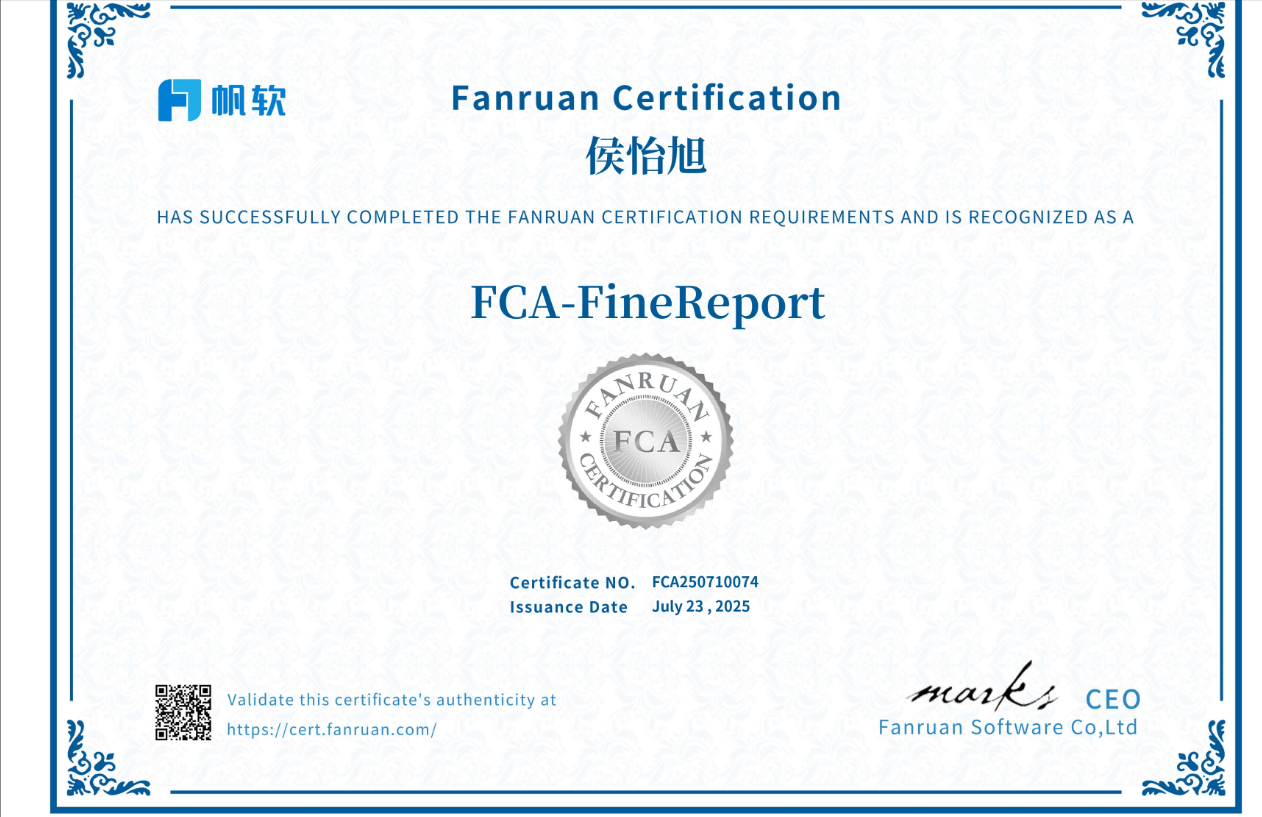 帆软
Fanruan Certification
侯怡旭
HAS SUCCESSFULLY COMPLETED THE FANRUAN CERTIFICATION REQUIREMENTS AND IS RECOGNIZED AS A
FCA-FineReport
FANRUAN
FCA
CERTIFICATION
Certificate NO. FCA250710074
Issuance Date July 23 , 2025
Validate this certificate's authenticity at
https://cert.fanruan.com/
marks CEO
Fanruan Software Co,Ltd